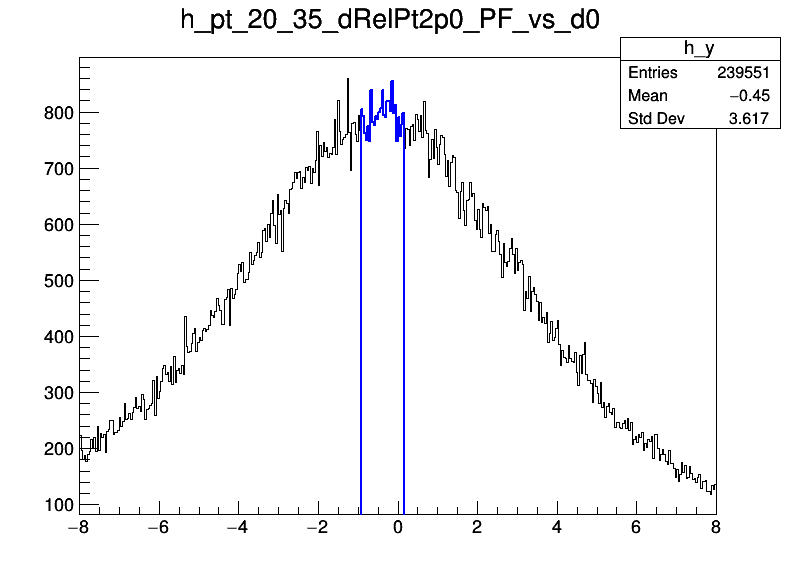 h_pt_20_35_dRelPt2p0_PF_vs_d0
h_y
Entries 239551
Mean −0.45
Std Dev 3.617
800
700
600
500
400
300
200
100
−8 −6 −4 −2 0 2 4 6 8